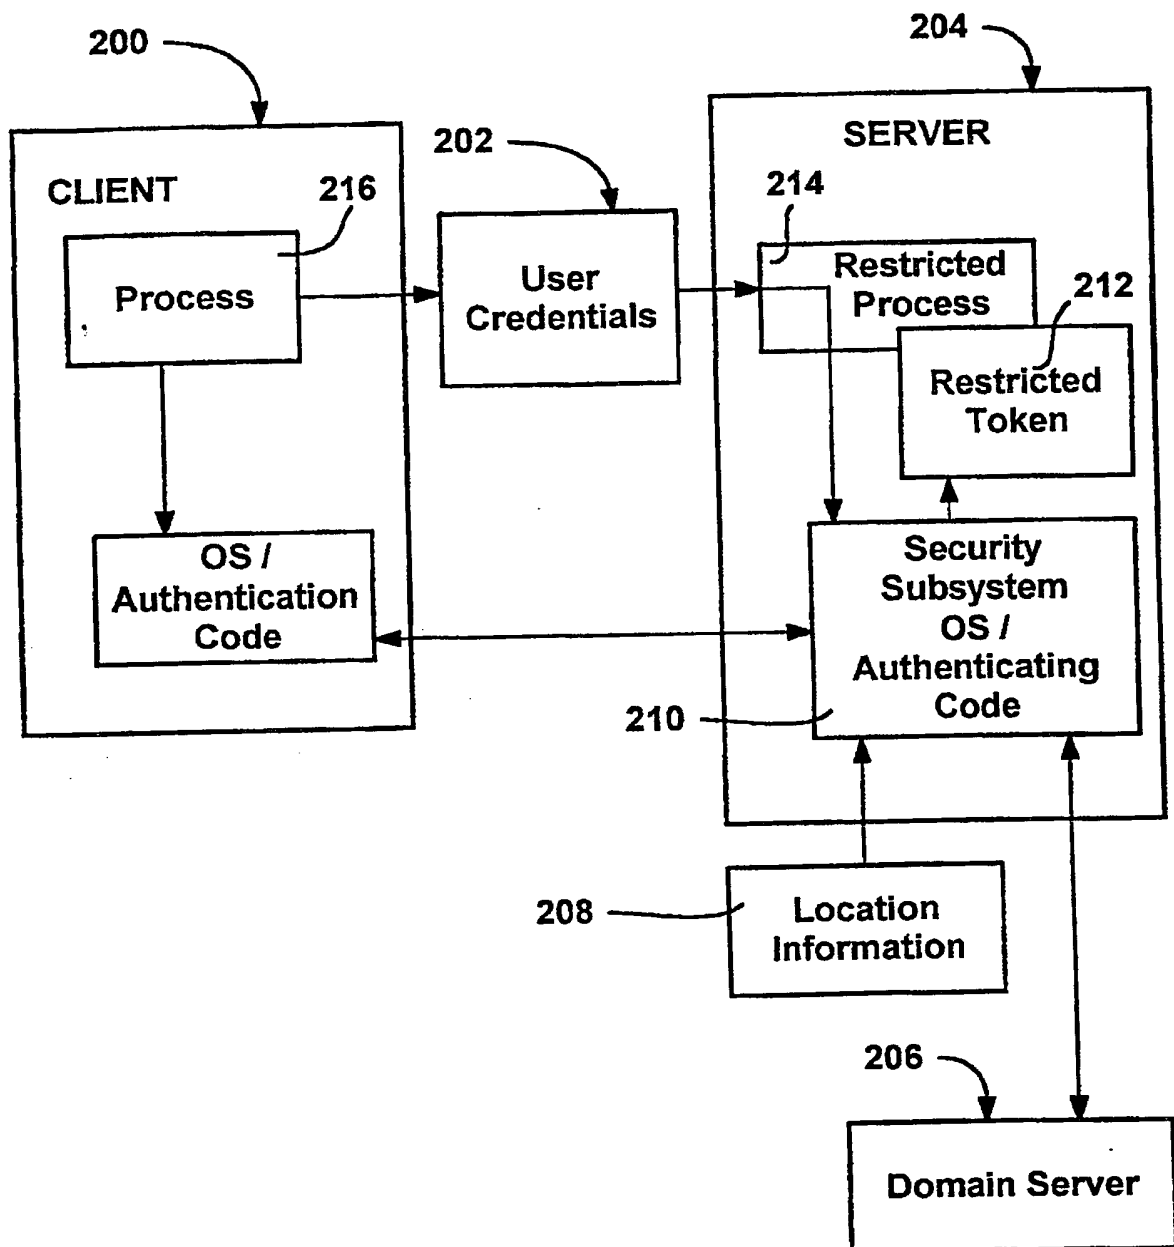 200
204
SERVER
202
CLIENT
216
214
Process
User
Credentials
Restricted
Process
212
Restricted
Token
OS /
Authentication
Code
Security
Subsystem
OS /
Authenticating
Code
210
208
Location
Information
206
Domain Server